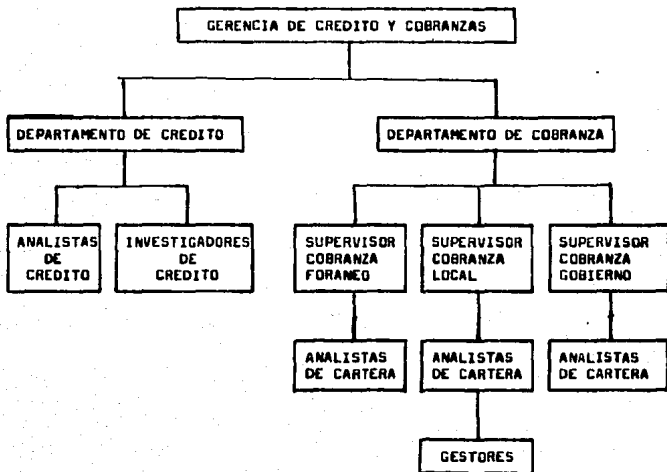 GERENCIA DE CREDITO Y COBRANZAS
DEPARTAMENTO DE CREDITO
DEPARTAMENTO DE COBRANZA
ANALISTAS
DE
CREDITO
INVESTIGADORES
DE
CREDITO
SUPERVISOR
COBRANZA
FORANEO
SUPERVISOR
COBRANZA
LOCAL
SUPERVISOR
COBRANZA
GOBIERNO
ANALISTAS
DE CARTERA
ANALISTAS
DE CARTERA
ANALISTAS
DE CARTERA
GESTORES